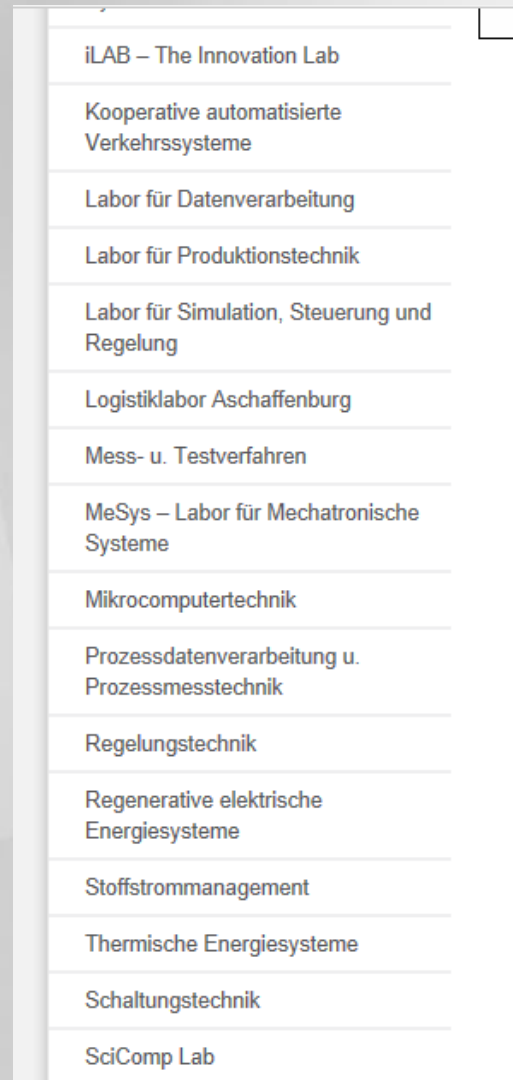 iLAB – The Innovation Lab
Kooperative automatisierte
Verkehrssysteme
Labor für Datenverarbeitung
Labor für Produktionstechnik
Labor für Simulation, Steuerung und
Regelung
Logistiklabor Aschaffenburg
Mess- u. Testverfahren
MeSys – Labor für Mechatronische
Systeme
Mikrocomputertechnik
Prozessdatenverarbeitung u.
Prozessmesstechnik
Regelungstechnik
Regenerative elektrische
Energiesysteme
Stoffstrommanagement
Thermische Energiesysteme
Schaltungstechnik
SciComp Lab